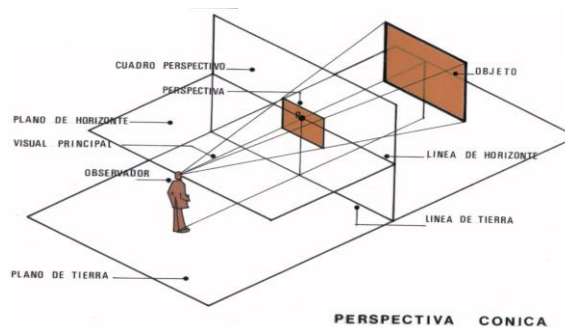 CUADRO PERSPECTIVO
OBJETO
PERSPECTIVA
PLANO DE HORIZONTE
VISUAL PRINCIPAL
LINEA DE HORIZONTE
OBSERVADOR
LINEA DE TIERRA
PLANO DE TIERRA
PERSPECTIVA CONICA